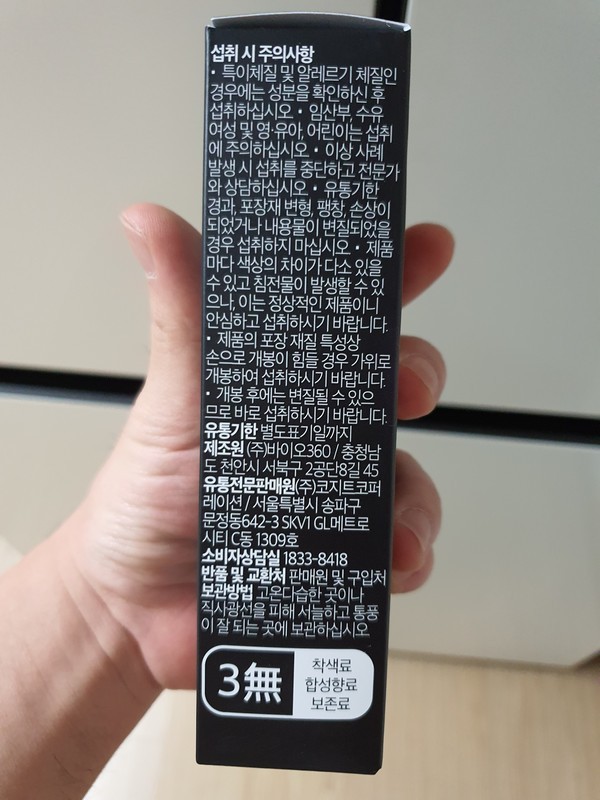 섭취 시 주의사항
· 특이체질 및 알레르기 체질인
경우에는 성분을 확인하신 후
섭취하십시오 · 임산부, 수유
여성 및 영·유아, 어린이는 섭취
에 주의하십시오 · 이상 사례
발생 시 섭취를 중단하고 전문가
와 상담하십시오 · 유통기한
경과, 포장재 변형, 팽창, 손상이
되었거나 내용물이 변질되었을
경우 섭취하지 마십시오 · 제품
마다 색상의 차이가 다소 있을
수 있고 침전물이 발생할 수 있
으나, 이는 정상적인 제품이니
안심하고 섭취하시기 바랍니다.
· 제품의 포장 재질 특성상
손으로 개봉이 힘들 경우 가위로
개봉하여 섭취하시기 바랍니다.
· 개봉 후에는 변질될 수 있으
므로 바로 섭취하시기 바랍니다.
유통기한 별도표기일까지
제조원 (주)바이오360 / 충청남
도 천안시 서북구 2공단8길 45
유통전문판매원 (주)코지트코퍼
레이션 / 서울특별시 송파구
문정동642-3 SKV1 GL메트로
시티 C동 1309호
소비자상담실 1833-8418
반품 및 교환처 판매원 및 구입처
보관방법 고온다습한 곳이나
직사광선을 피해 서늘하고 통풍
이 잘 되는 곳에 보관하십시오
3無
착색료
합성향료
보존료